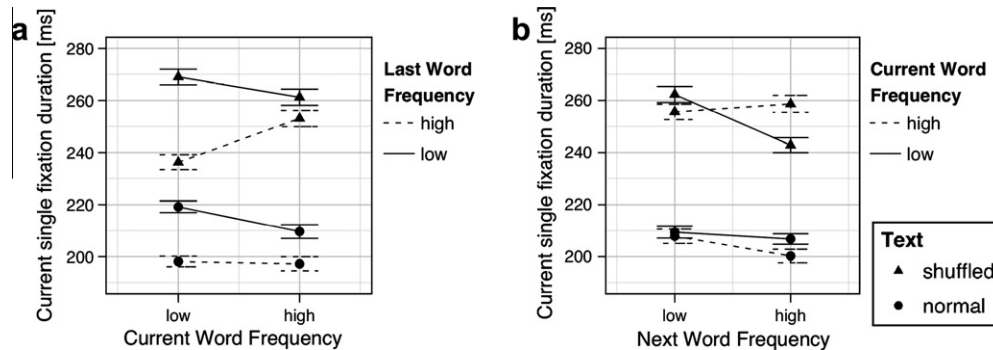 a
Current single fixation duration [ms]
280
260
240
220
200
low
high
Current Word Frequency
Last Word
Frequency
high
low
b
Current single fixation duration [ms]
280
260
240
220
200
low
high
Next Word Frequency
Current Word
Frequency
high
low
Text
shuffled
normal